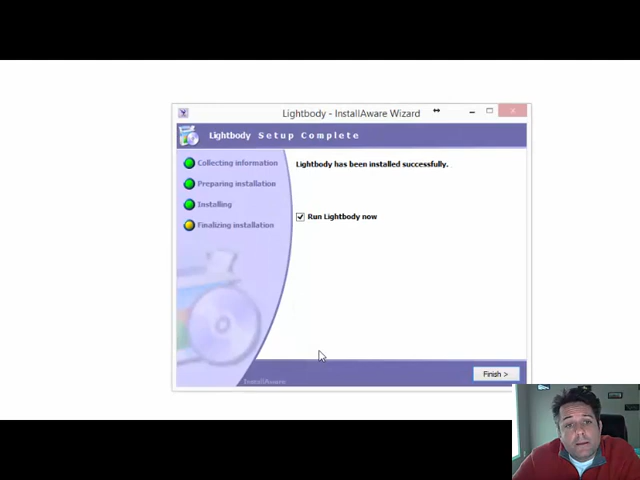 Lightbody - InstallAware Wizard
Lightbody Setup Complete
Collecting information
Preparing installation
Installing
Finalizing installation
Lightbody has been installed successfully.
Run Lightbody now
InstallAware
Finish >